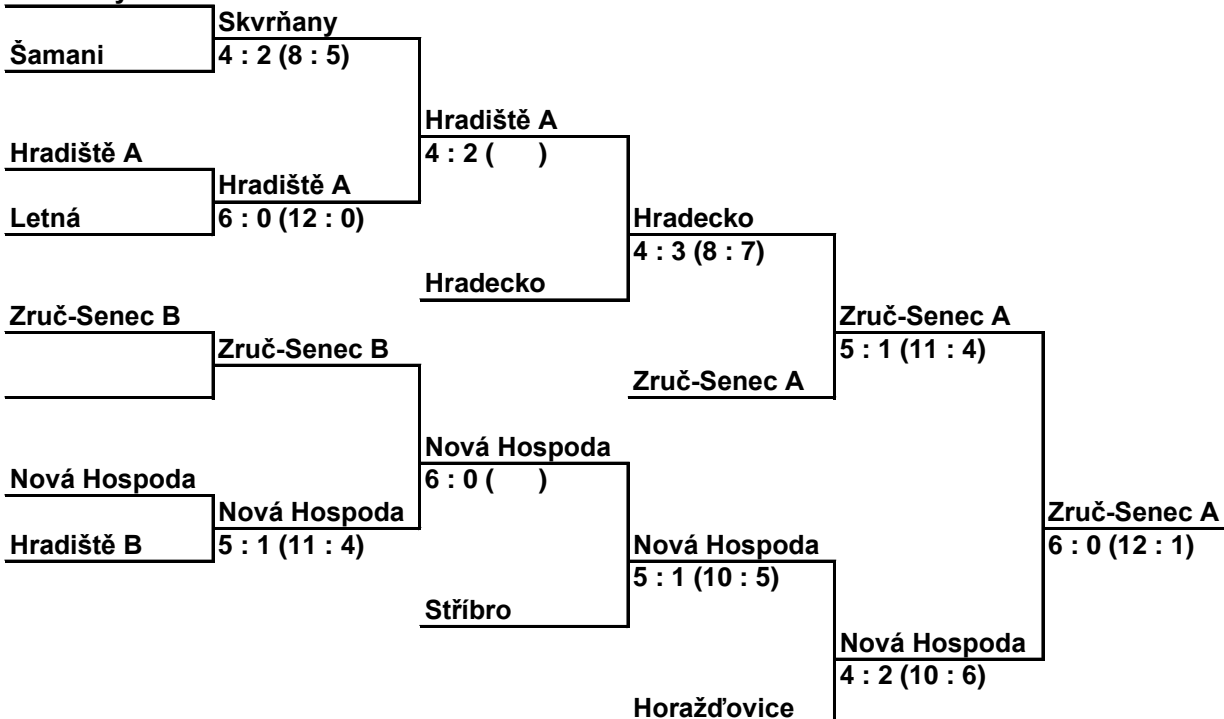 Skvrňany
Šamani
4 : 2 (8 : 5)
Hradiště A
Hradiště A
4 : 2 ( )
Hradiště A
Letná
6 : 0 (12 : 0)
Hradecko
4 : 3 (8 : 7)
Hradecko
Zruč-Senec B
Zruč-Senec A
Zruč-Senec B
5 : 1 (11 : 4)
Zruč-Senec A
Nová Hospoda
Nová Hospoda
6 : 0 ( )
Nová Hospoda
Zruč-Senec A
Hradiště B
5 : 1 (11 : 4)
Nová Hospoda
6 : 0 (12 : 1)
5 : 1 (10 : 5)
Stříbro
Nová Hospoda
4 : 2 (10 : 6)
Horažďovice